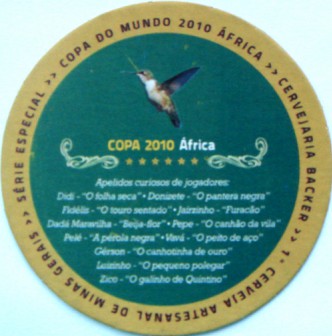 SÉRIE ESPECIAL >> COPA DO MUNDO 2010 ÁFRICA >> CERVEJARIA BACKER >> 1ª CERVEJA ARTESANAL DE MINAS GERAIS >>
COPA 2010 África
Apelidos curiosos de jogadores:
Didi - "O folha seca" • Donizete - "O pantera negra"
Fidélis - "O touro sentado" • Jairzinho - "Furacão"
Dadá Maravilha - "Beija-flor" • Pepe - "O canhão da vila"
Pelé - "A pérola negra" • Vavá - "O peito de aço"
Gérson - "O canhotinha de ouro"
Luizinho - "O pequeno polegar"
Zico - "O galinho de Quintino"